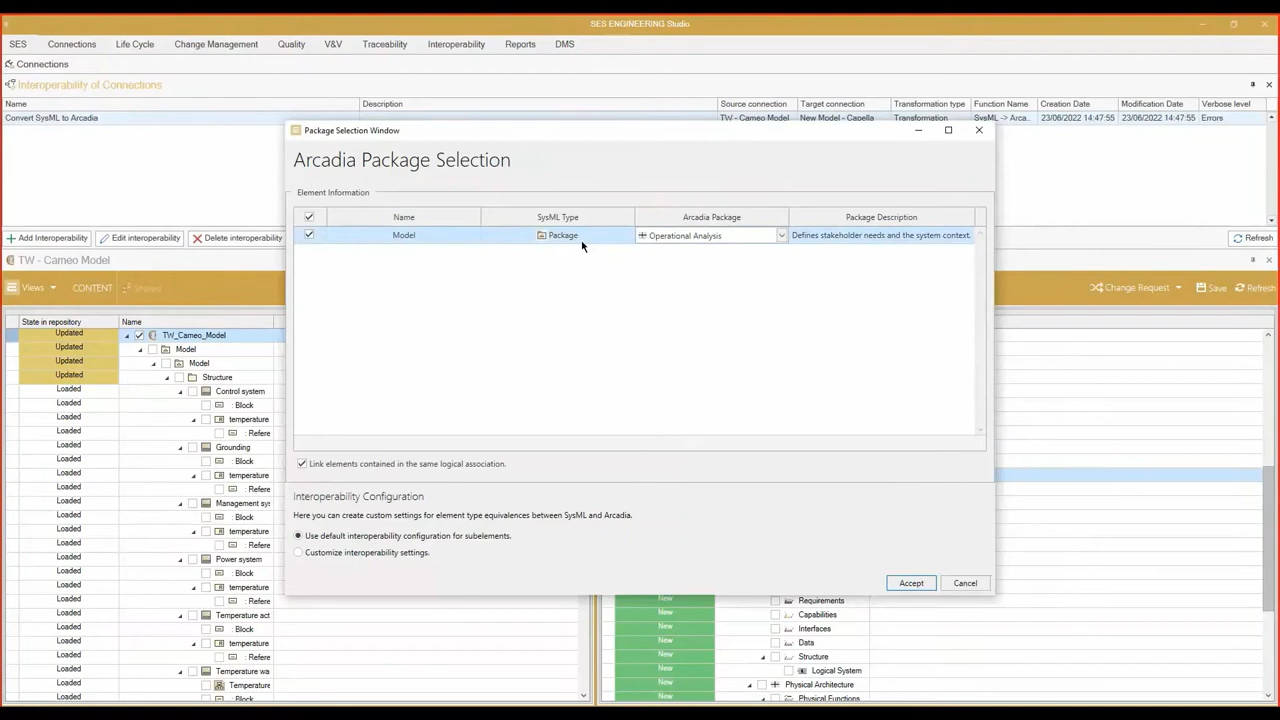 SES ENGINEERING Studio
SES Connections Life Cycle Change Management Quality V&V Traceability Interoperability Reports DMS
Connections
Interoperability of Connections
Name Description Source connection Target connection Transformation type Function Name Creation Date Modification Date Verbose level
Convert SysML to Arcadia TW - Cameo Model New Model - Capella Transformation SysML -> Arca... 23/06/2022 14:47:55 23/06/2022 14:47:55 Errors
Package Selection Window
Arcadia Package Selection
Element Information
Name SysML Type Arcadia Package Package Description
Model Package Operational Analysis Defines stakeholder needs and the system context.
Add Interoperability Edit interoperability Delete interoperability Refresh
TW - Cameo Model
Views CONTENT Shared Change Request Save Refresh
State in repository Name
Updated TW_Cameo_Model
Updated Model
Updated Model
Updated Structure
Loaded Control system
Loaded : Block
Loaded temperature
Loaded : Refere
Loaded Grounding
Loaded : Block
Loaded temperature
Loaded : Refere
Loaded Management sy
Loaded : Block
Loaded temperature
Loaded : Refere
Loaded Power system
Loaded : Block
Loaded temperature
Loaded : Refere
Loaded Temperature act
Loaded : Block
Loaded temperature
Loaded : Refere
Loaded Temperature wa
Loaded Temperature
Loaded : Block
Link elements contained in the same logical association.
Interoperability Configuration
Here you can create custom settings for element type equivalences between SysML and Arcadia.
Use default interoperability configuration for subelements.
Customize interoperability settings.
Accept Cancel
New Requirements
New Capabilities
New Interfaces
New Data
New Structure
New Logical System
New Physical Architecture
New Physical Functions